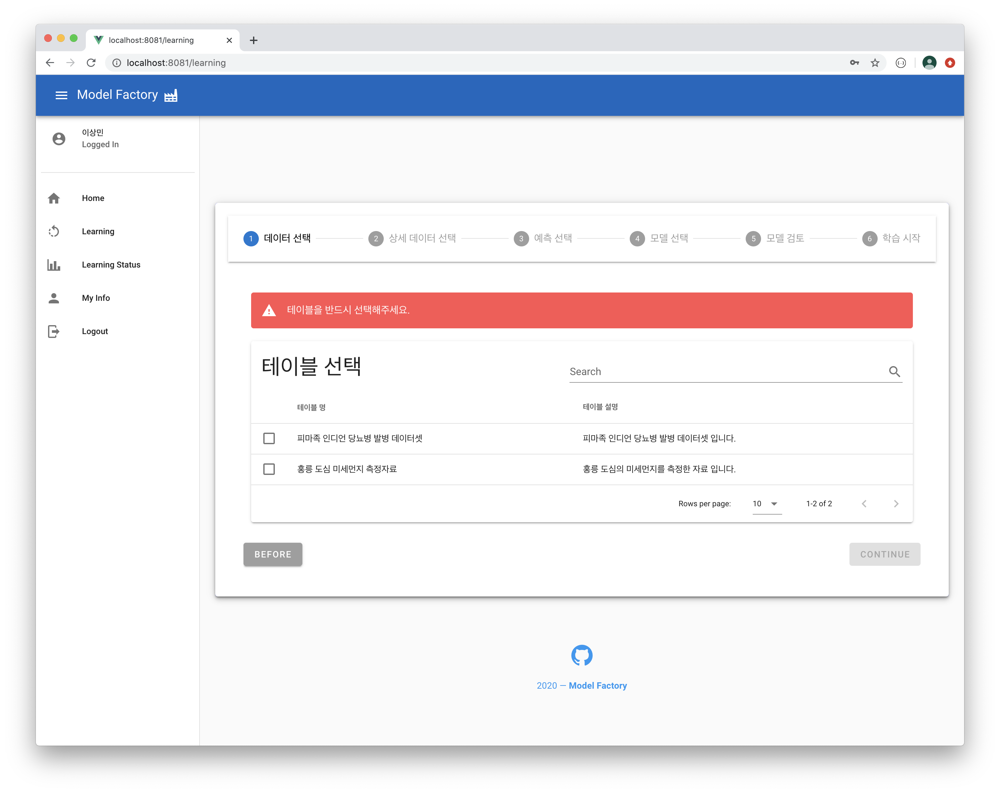 localhost:8081/learning
localhost:8081/learning
Model Factory
이상민
Logged In
Home
Learning
Learning Status
My Info
Logout
1 데이터 선택 2 상세 데이터 선택 3 예측 선택 4 모델 선택 5 모델 검토 6 학습 시작
테이블을 반드시 선택해주세요.
테이블 선택
Search
테이블 명 테이블 설명
피마족 인디언 당뇨병 발병 데이터셋 피마족 인디언 당뇨병 발병 데이터셋 입니다.
홍릉 도심 미세먼지 측정자료 홍릉 도심의 미세먼지를 측정한 자료 입니다.
Rows per page: 10 1-2 of 2
BEFORE CONTINUE
2020 — Model Factory